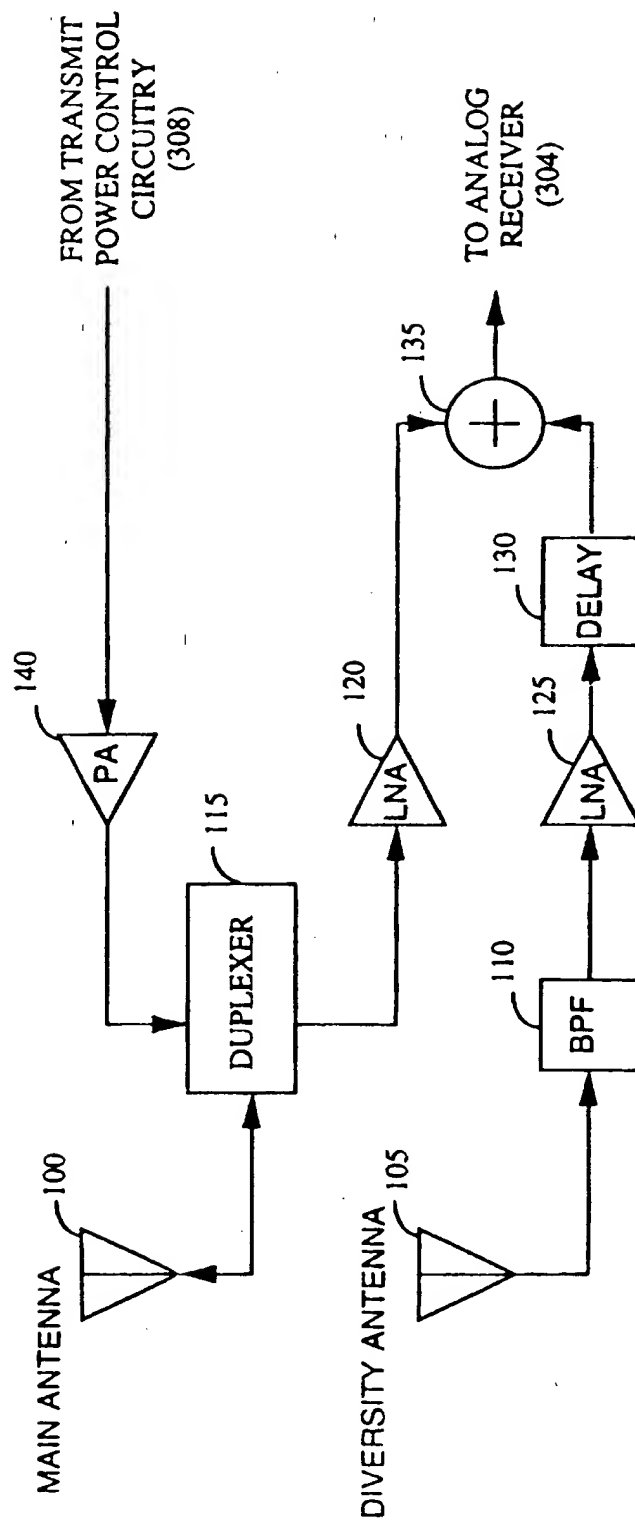 FROM TRANSMIT
POWER CONTROL
CIRCUITRY
(308)
140
PA
MAIN ANTENNA
100
115
DUPLEXER
120
LNA
135
TO ANALOG
RECEIVER
(304)
DIVERSITY ANTENNA
105
110
BPF
125
LNA
130
DELAY